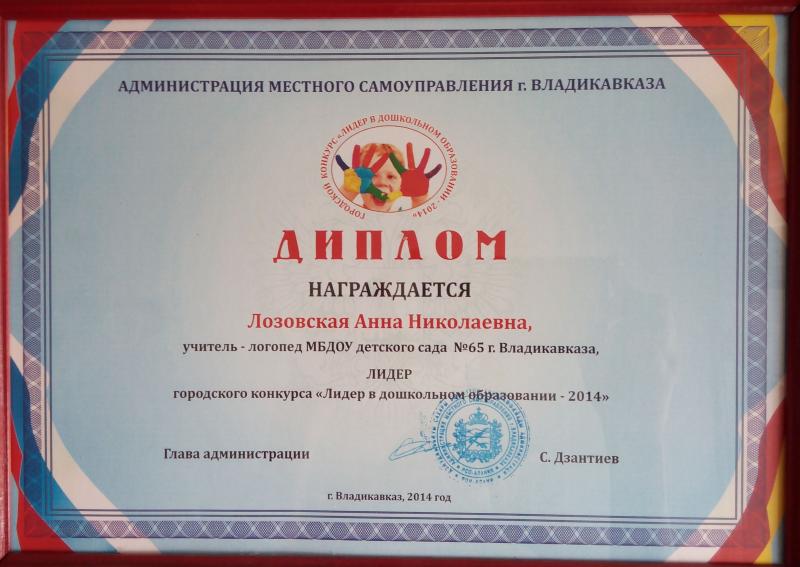 АДМИНИСТРАЦИЯ МЕСТНОГО САМОУПРАВЛЕНИЯ г. ВЛАДИКАВКАЗА
ГОРОДСКОЙ КОНКУРС «ЛИДЕР В ДОШКОЛЬНОМ ОБРАЗОВАНИИ - 2014»
ДИПЛОМ
НАГРАЖДАЕТСЯ
Лозовская Анна Николаевна,
учитель - логопед МБДОУ детского сада №65 г. Владикавказа,
ЛИДЕР
городского конкурса «Лидер в дошкольном образовании - 2014»
Глава администрации
С. Дзантиев
г. Владикавказ, 2014 год